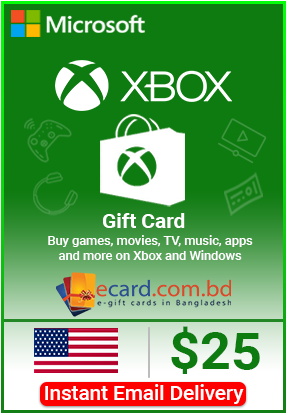 Microsoft
XBOX
Gift Card
Buy games, movies, TV, music, apps
and more on Xbox and Windows
ecard.com.bd
e-gift cards in Bangladesh
$25
Instant Email Delivery